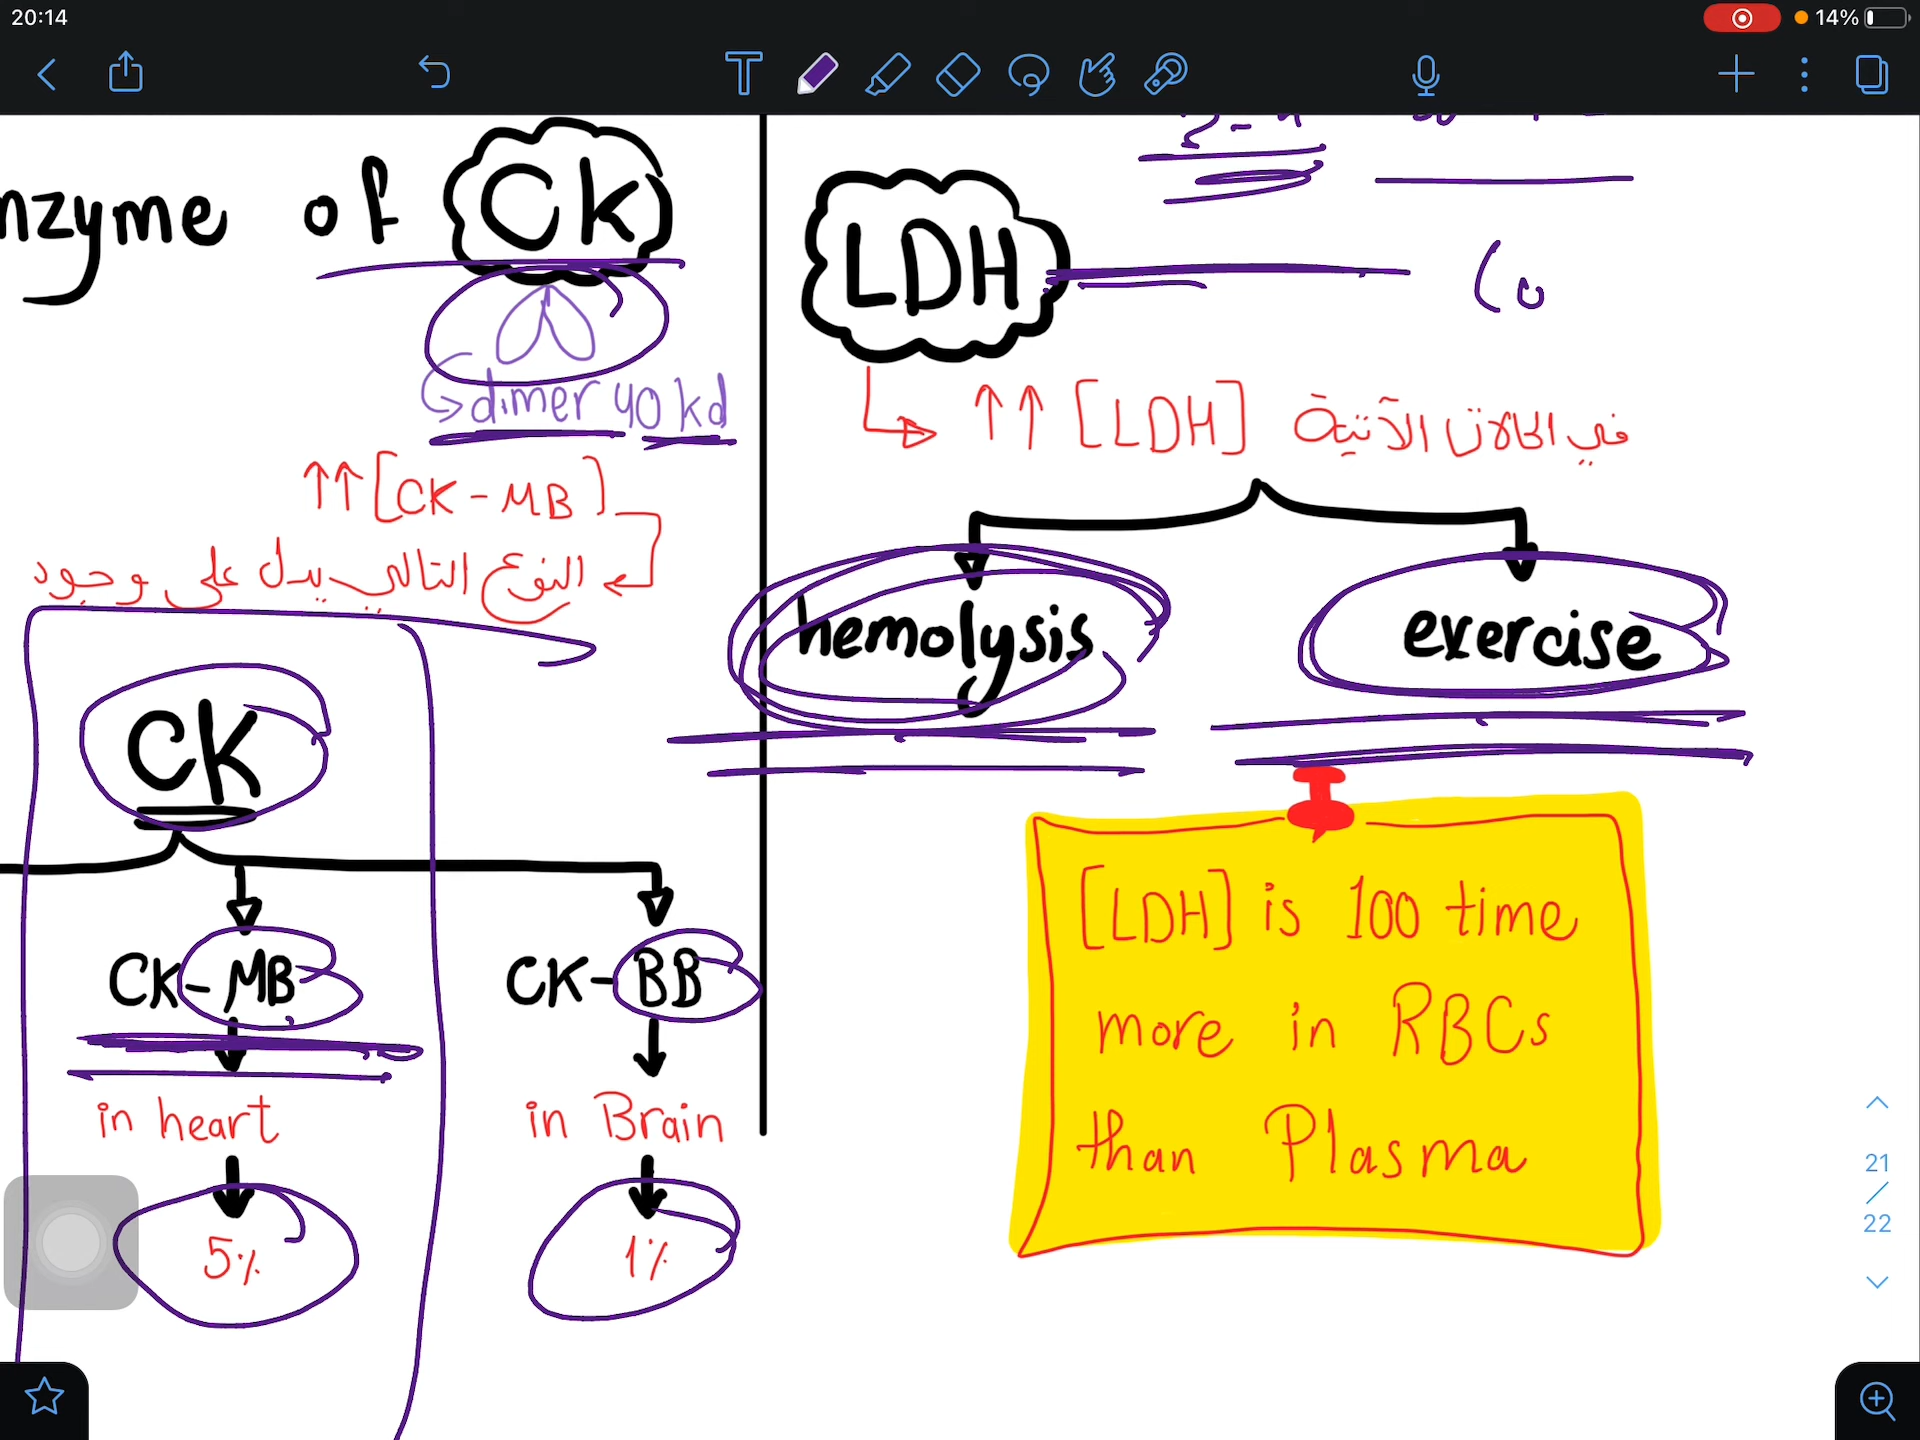 20:14
14%
nzyme of Ck
dimer 40 kd
↑↑ [CK-MB]
النوع التالي يدل على وجود
CK
CK-MB
CK-BB
in heart
in Brain
5%
1%
LDH
↑↑ [LDH] في الحالات الآتية
hemolysis
exercise
[LDH] is 100 time
more in RBCs
than Plasma
21
/
22